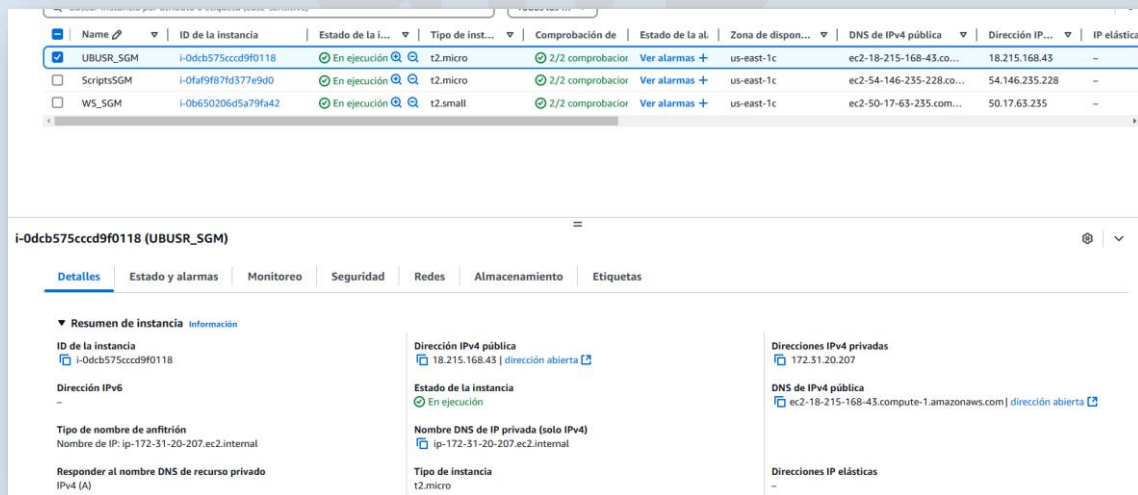 Name ID de la instancia Estado de la i... Tipo de inst... Comprobación de Estado de la al: Zona de dispon... DNS de IPv4 pública Dirección IP... IP elástica
UBUSR_SGM i-0dcb575cccd9f0118 En ejecución t2.micro 2/2 comprobacior Ver alarmas + us-east-1c ec2-18-215-168-43.co... 18.215.168.43 –
ScriptsSGM i-0faf9f87fd377e9d0 En ejecución t2.micro 2/2 comprobacior Ver alarmas + us-east-1c ec2-54-146-235-228.co... 54.146.235.228 –
WS_SGM i-0b650206d5a79fa42 En ejecución t2.small 2/2 comprobacior Ver alarmas + us-east-1c ec2-50-17-63-235.com... 50.17.63.235 –
i-0dcb575cccd9f0118 (UBUSR_SGM)
Detalles Estado y alarmas Monitoreo Seguridad Redes Almacenamiento Etiquetas
Resumen de instancia Información
ID de la instancia Dirección IPv4 pública Direcciones IPv4 privadas
i-0dcb575cccd9f0118 18.215.168.43 | dirección abierta 172.31.20.207
Dirección IPv6 Estado de la instancia DNS de IPv4 pública
– En ejecución ec2-18-215-168-43.compute-1.amazonaws.com | dirección abierta
Tipo de nombre de anfitrión Nombre DNS de IP privada (solo IPv4)
Nombre de IP: ip-172-31-20-207.ec2.internal ip-172-31-20-207.ec2.internal
Responder al nombre DNS de recurso privado Tipo de instancia Direcciones IP elásticas
IPv4 (A) t2.micro –